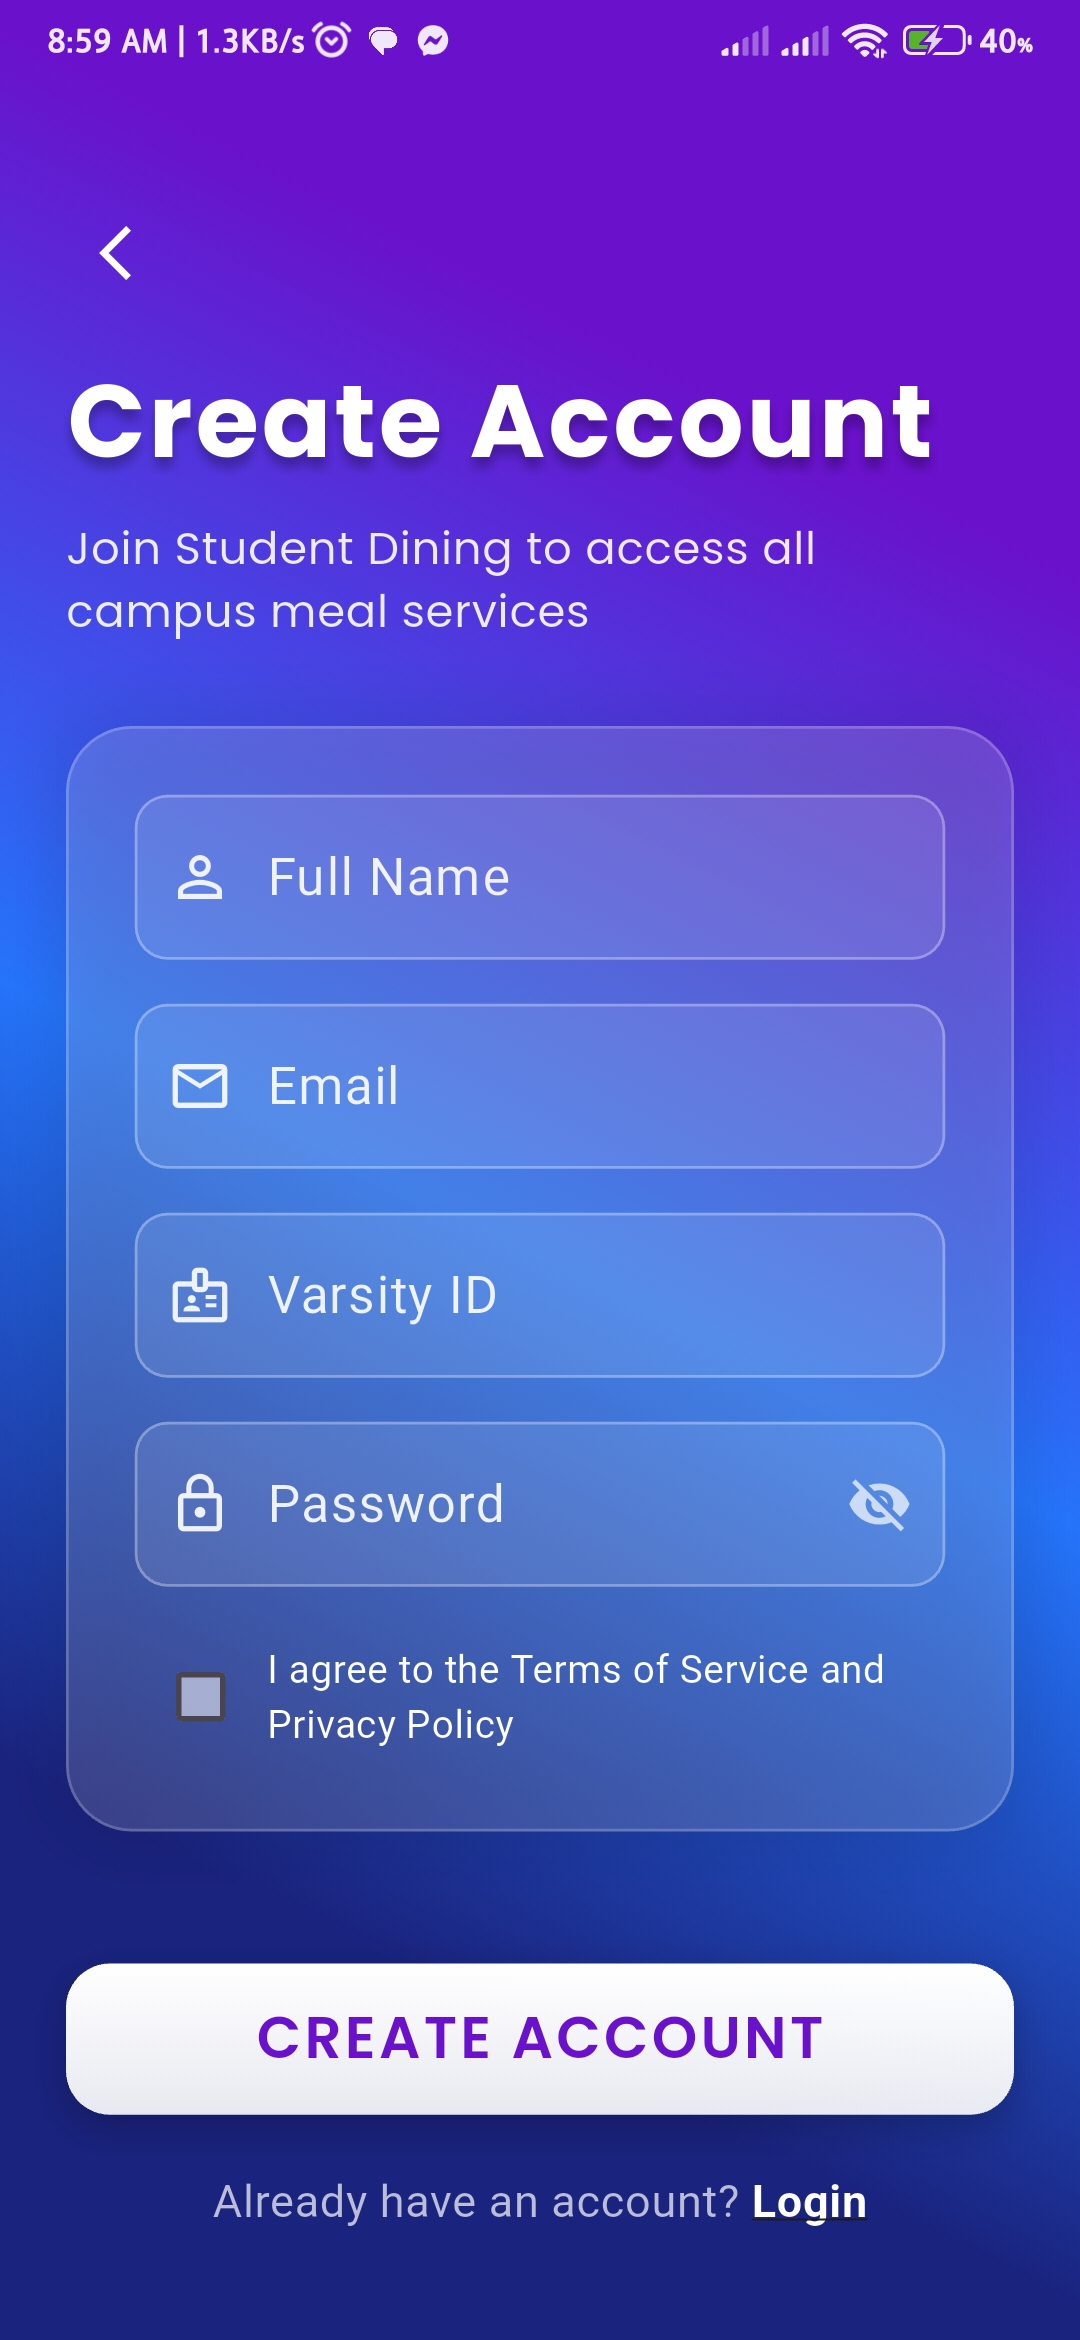 8:59 AM | 1.3KB/s 40%
Create Account
Join Student Dining to access all
campus meal services
Full Name
Email
Varsity ID
Password
I agree to the Terms of Service and
Privacy Policy
CREATE ACCOUNT
Already have an account? Login